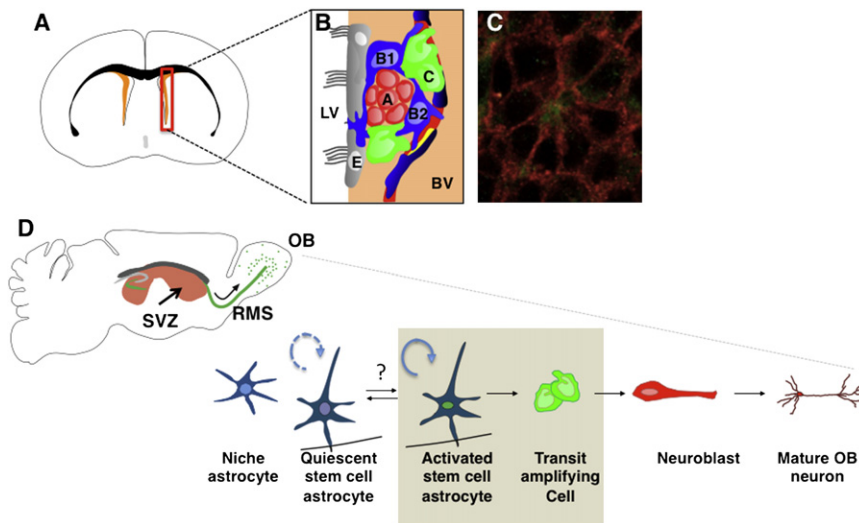 A
B
C
B1
C
A
B2
LV
E
BV
D
OB
SVZ
RMS
?
Niche
astrocyte
Quiescent
stem cell
astrocyte
Activated
stem cell
astrocyte
Transit
amplifying
Cell
Neuroblast
Mature OB
neuron